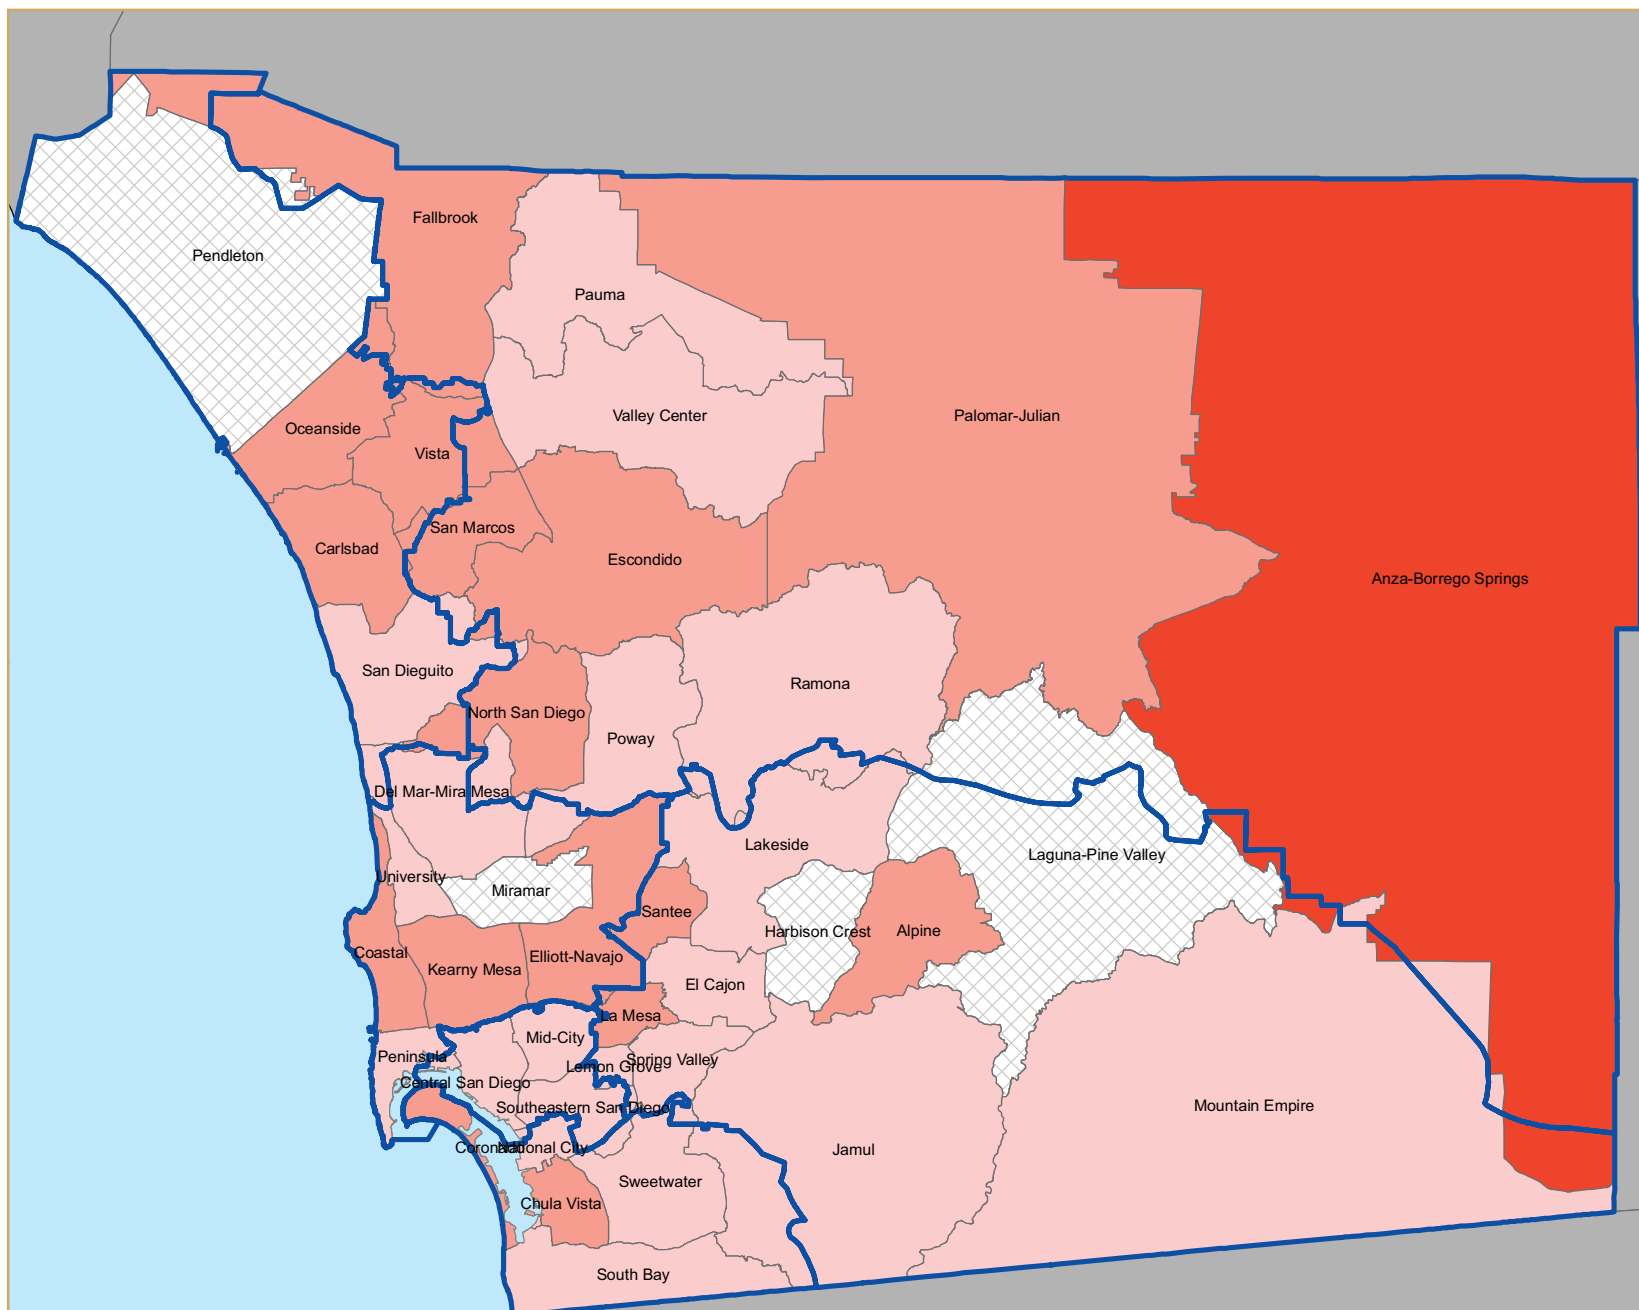 Fallbrook
Pendleton
Pauma
Valley Center
Palomar-Julian
Oceanside
Vista
San Marcos
Carlsbad
Escondido
Anza-Borrego Springs
San Dieguito
Ramona
North San Diego
Poway
Del Mar-Mira Mesa
Lakeside
Laguna-Pine Valley
University
Miramar
Santee
Harbison Crest
Alpine
Coastal
Elliott-Navajo
Kearny Mesa
El Cajon
La Mesa
Mid-City
Peninsula
Lemon Grove
Spring Valley
Central San Diego
Southeastern San Diego
Mountain Empire
Coronado
National City
Jamul
Sweetwater
Chula Vista
South Bay